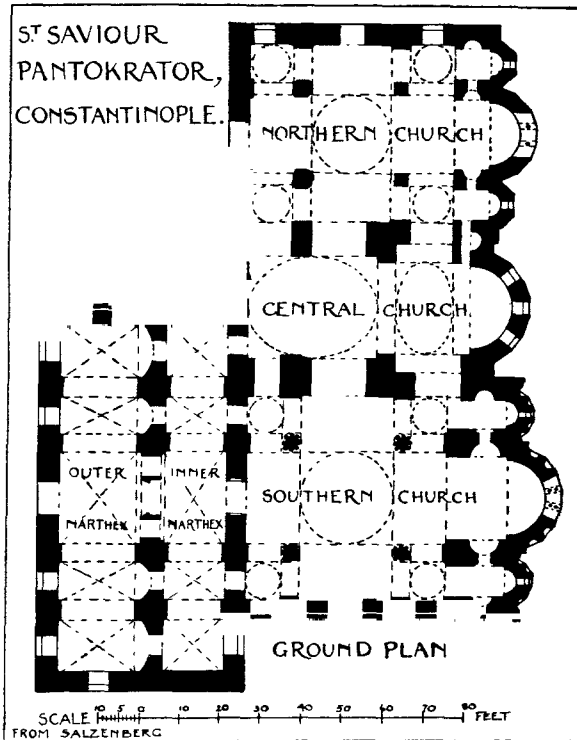 ST SAVIOUR
PANTOKRATOR,
CONSTANTINOPLE.
NORTHERN CHURCH
CENTRAL CHURCH
OUTER NARTHEX
INNER NARTHEX
SOUTHERN CHURCH
GROUND PLAN
SCALE 10 5 0 10 20 30 40 50 60 70 80 FEET
FROM SALZENBERG